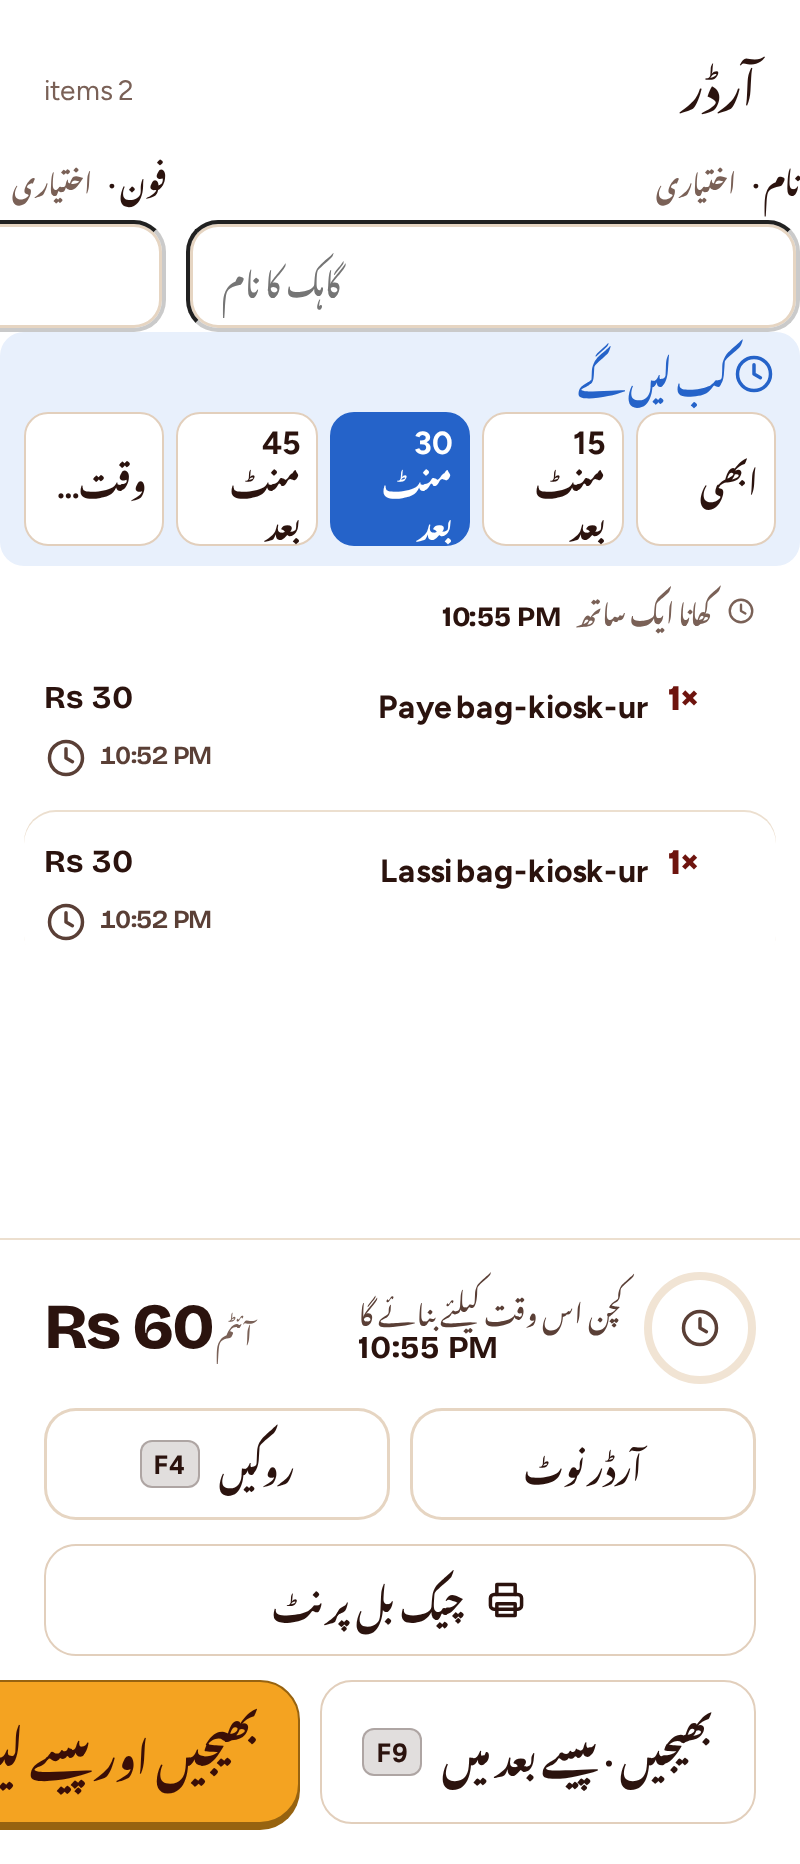 آرڈر
items 2
نام · اختیاری
فون · اختیاری
گاہک کا نام
کب لیں گے
ابھی
15 منٹ بعد
30 منٹ بعد
45 منٹ بعد
وقت...
کھانا ایک ساتھ 10:55 PM
1× Paye bag-kiosk-ur
Rs 30
10:52 PM
1× Lassi bag-kiosk-ur
Rs 30
10:52 PM
کچن اس وقت کیلئے بنائے گا
10:55 PM
آئٹم Rs 60
آرڈر نوٹ
روکیں F4
چیک بل پرنٹ
بھیجیں · پیسے بعد میں F9
بھیجیں اور پیسے